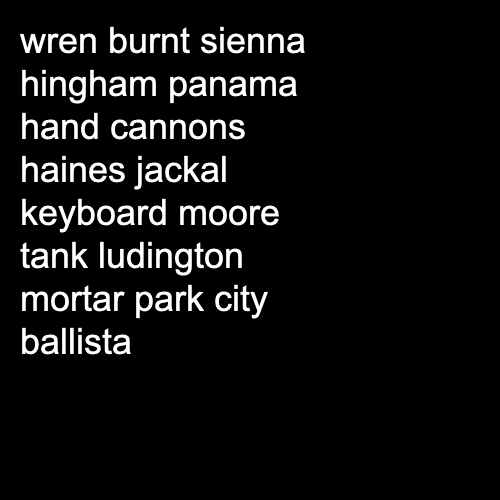 wren burnt sienna
hingham panama
hand cannons
haines jackal
keyboard moore
tank ludington
mortar park city
ballista